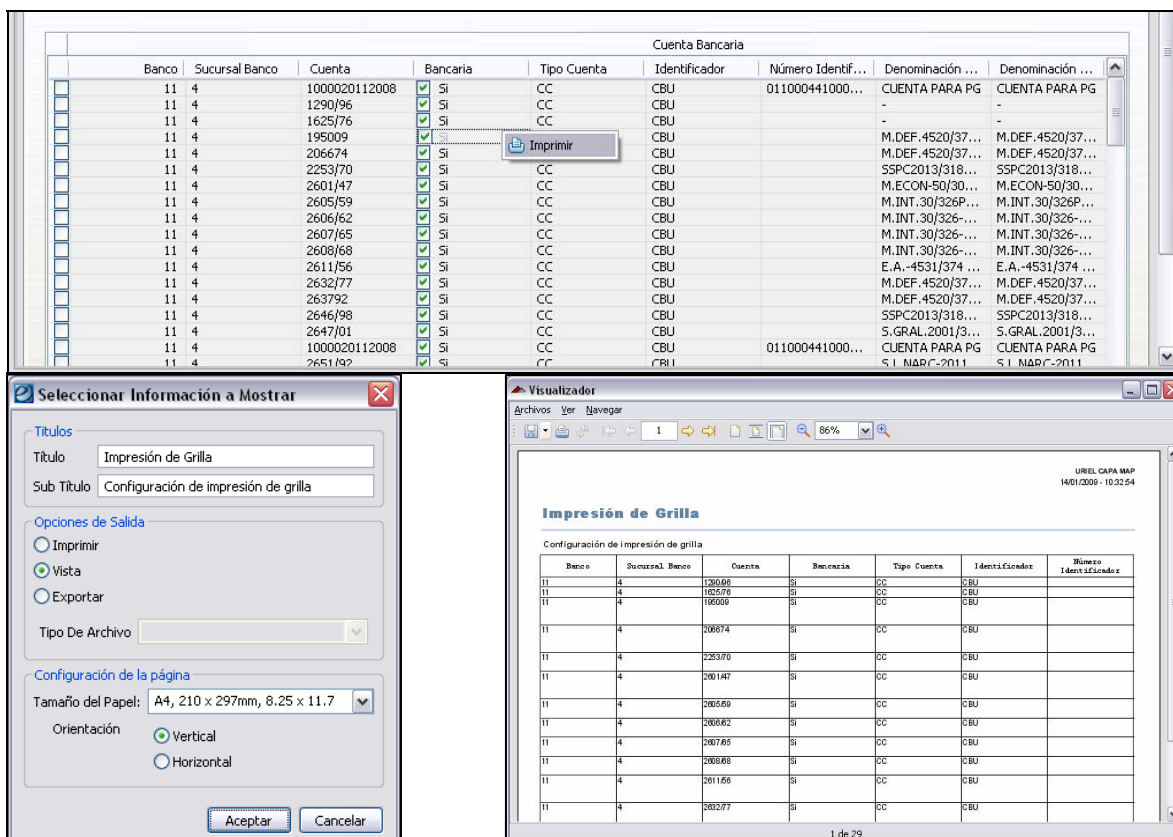 Cuenta Bancaria
Banco Sucursal Banco Cuenta Bancaria Tipo Cuenta Identificador Número Identif... Denominación ... Denominación ...
11 4 1000020112008 Si CC CBU 011000441000... CUENTA PARA PG CUENTA PARA PG
11 4 1290/96 Si CC CBU - -
11 4 1625/76 Si CC CBU - -
11 4 195009 Si CBU M.DEF.4520/37... M.DEF.4520/37...
Imprimir
11 4 206674 Si CBU M.DEF.4520/37... M.DEF.4520/37...
11 4 2253/70 Si CC CBU SSPC2013/318... SSPC2013/318...
11 4 2601/47 Si CC CBU M.ECON-50/30... M.ECON-50/30...
11 4 2605/59 Si CC CBU M.INT.30/326P... M.INT.30/326P...
11 4 2606/62 Si CC CBU M.INT.30/326-... M.INT.30/326-...
11 4 2607/65 Si CC CBU M.INT.30/326-... M.INT.30/326-...
11 4 2608/68 Si CC CBU M.INT.30/326-... M.INT.30/326-...
11 4 2611/56 Si CC CBU E.A.-4531/374 ... E.A.-4531/374 ...
11 4 2632/77 Si CC CBU M.DEF.4520/37... M.DEF.4520/37...
11 4 263792 Si CC CBU M.DEF.4520/37... M.DEF.4520/37...
11 4 2646/98 Si CC CBU SSPC2013/318... SSPC2013/318...
11 4 2647/01 Si CC CBU S.GRAL.2001/3... S.GRAL.2001/3...
11 4 1000020112008 Si CC CBU 011000441000... CUENTA PARA PG CUENTA PARA PG
11 4 2651/92 Si CC CBU S.I. NARC-2011 S.I. NARC-2011
Seleccionar Información a Mostrar
Titulos
Título Impresión de Grilla
Sub Título Configuración de impresión de grilla
Opciones de Salida
Imprimir
Vista
Exportar
Tipo De Archivo
Configuración de la página
Tamaño del Papel: A4, 210 x 297mm, 8.25 x 11.7
Orientación
Vertical
Horizontal
Aceptar Cancelar
Visualizador
Archivos Ver Navegar
1 86%
URIEL CAPA MAP
14/01/2009 - 10:32:54
Impresión de Grilla
Configuración de impresión de grilla
Banco Sucursal Banco Cuenta Bancaria Tipo Cuenta Identificador Número Identificador
11 4 1290/96 Si CC CBU
11 4 1625/76 Si CC CBU
11 4 195009 Si CC CBU
11 4 206674 Si CC CBU
11 4 2253/70 Si CC CBU
11 4 2601/47 Si CC CBU
11 4 2605/59 Si CC CBU
11 4 2606/62 Si CC CBU
11 4 2607/65 Si CC CBU
11 4 2608/68 Si CC CBU
11 4 2611/56 Si CC CBU
11 4 2632/77 Si CC CBU
1 de 29